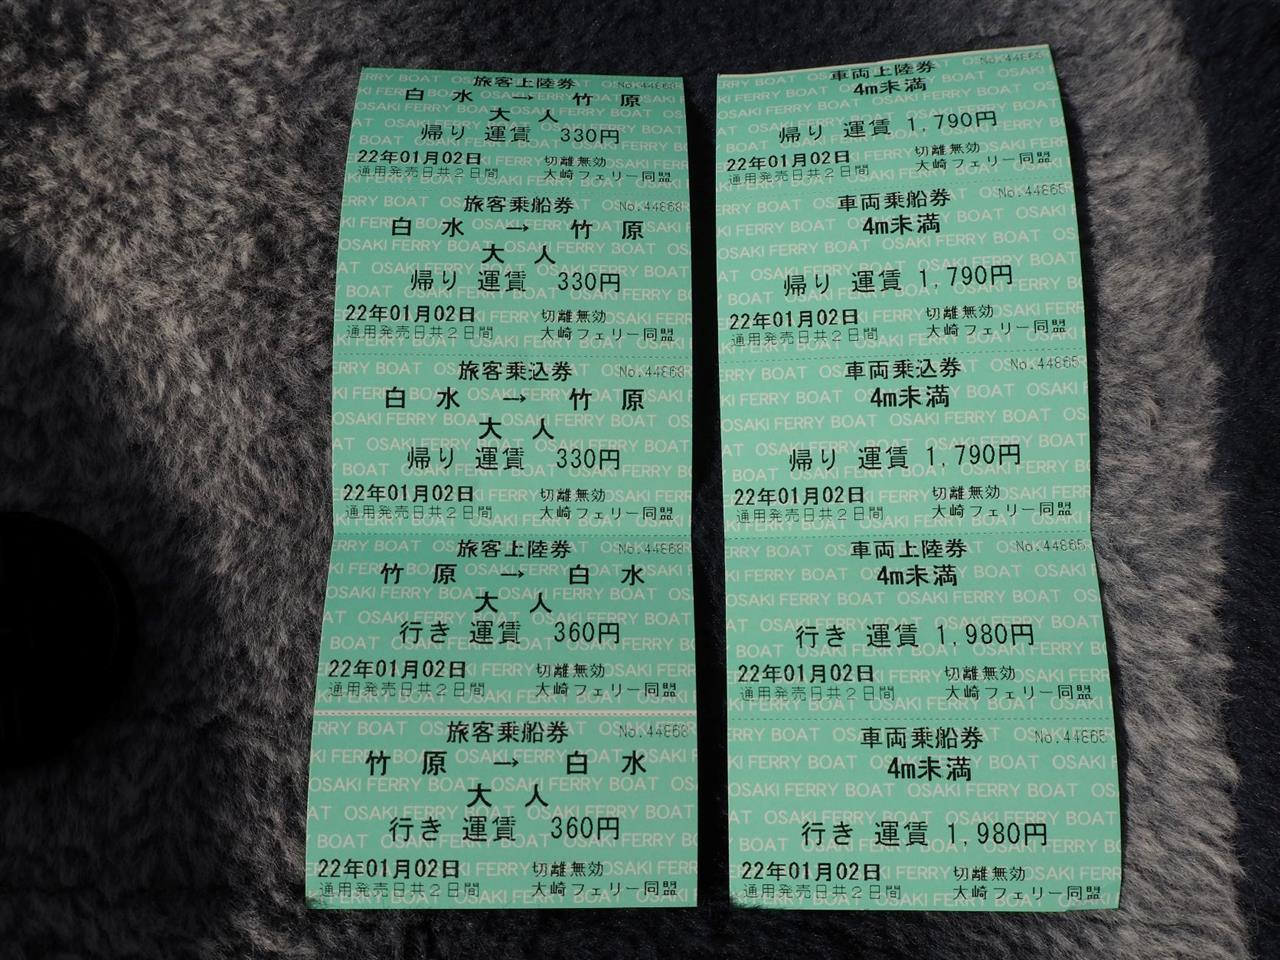 旅客上陸券 No.44868
白水 → 竹原
大人
帰り 運賃 330円
22年01月02日 切離無効
通用発売日共2日間 大崎フェリー同盟
旅客乗船券 No.44868
白水 → 竹原
大人
帰り 運賃 330円
22年01月02日 切離無効
通用発売日共2日間 大崎フェリー同盟
旅客乗込券 No.44868
白水 → 竹原
大人
帰り 運賃 330円
22年01月02日 切離無効
通用発売日共2日間 大崎フェリー同盟
旅客上陸券 No.44868
竹原 → 白水
大人
行き 運賃 360円
22年01月02日 切離無効
通用発売日共2日間 大崎フェリー同盟
旅客乗船券 No.44868
竹原 → 白水
大人
行き 運賃 360円
22年01月02日 切離無効
通用発売日共2日間 大崎フェリー同盟
車両上陸券 No.44865
4m未満
帰り 運賃 1,790円
22年01月02日 切離無効
通用発売日共2日間 大崎フェリー同盟
車両乗船券 No.44865
4m未満
帰り 運賃 1,790円
22年01月02日 切離無効
通用発売日共2日間 大崎フェリー同盟
車両乗込券 No.44865
4m未満
帰り 運賃 1,790円
22年01月02日 切離無効
通用発売日共2日間 大崎フェリー同盟
車両上陸券 No.44865
4m未満
行き 運賃 1,980円
22年01月02日 切離無効
通用発売日共2日間 大崎フェリー同盟
車両乗船券 No.44865
4m未満
行き 運賃 1,980円
22年01月02日 切離無効
通用発売日共2日間 大崎フェリー同盟
OSAKI FERRY BOAT